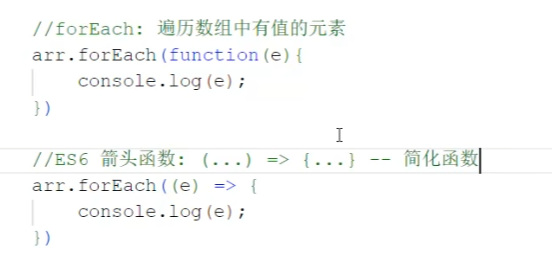 //forEach: 遍历数组中有值的元素
arr.forEach(function(e){
    console.log(e);
})
//ES6 箭头函数: (...) => {...} -- 简化函数
arr.forEach((e) => {
    console.log(e);
})